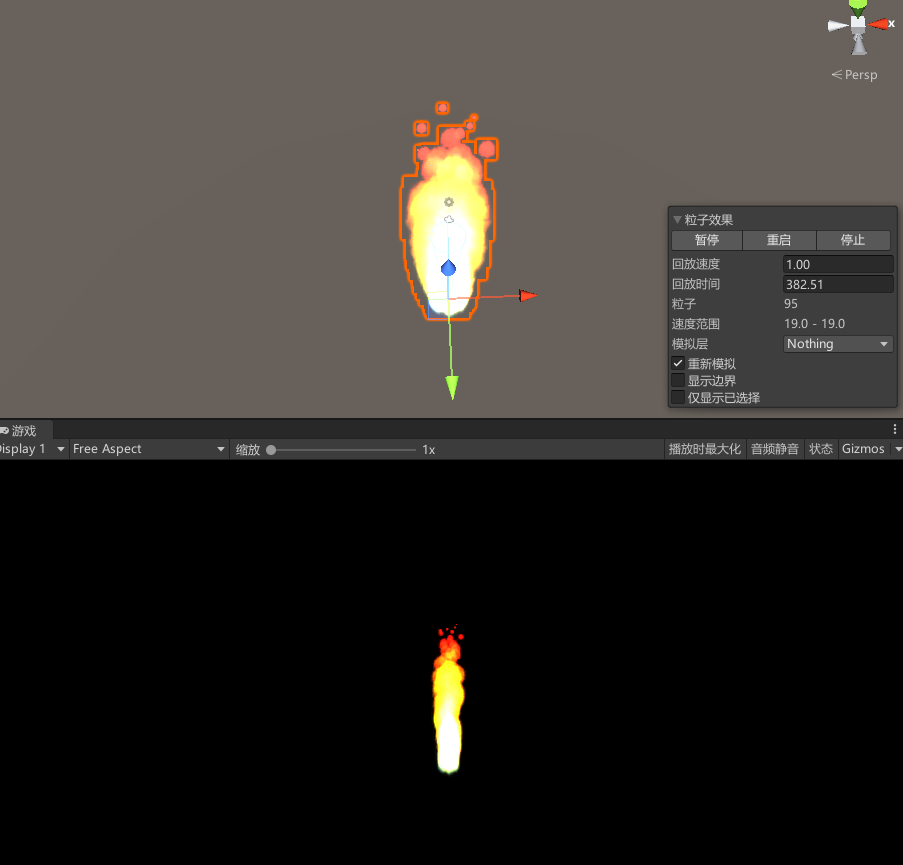 x
< Persp
粒子效果
暂停 重启 停止
回放速度 1.00
回放时间 382.51
粒子 95
速度范围 19.0 - 19.0
模拟层 Nothing
重新模拟
显示边界
仅显示已选择
游戏
isplay 1 Free Aspect 缩放 1x 播放时最大化 音频静音 状态 Gizmos